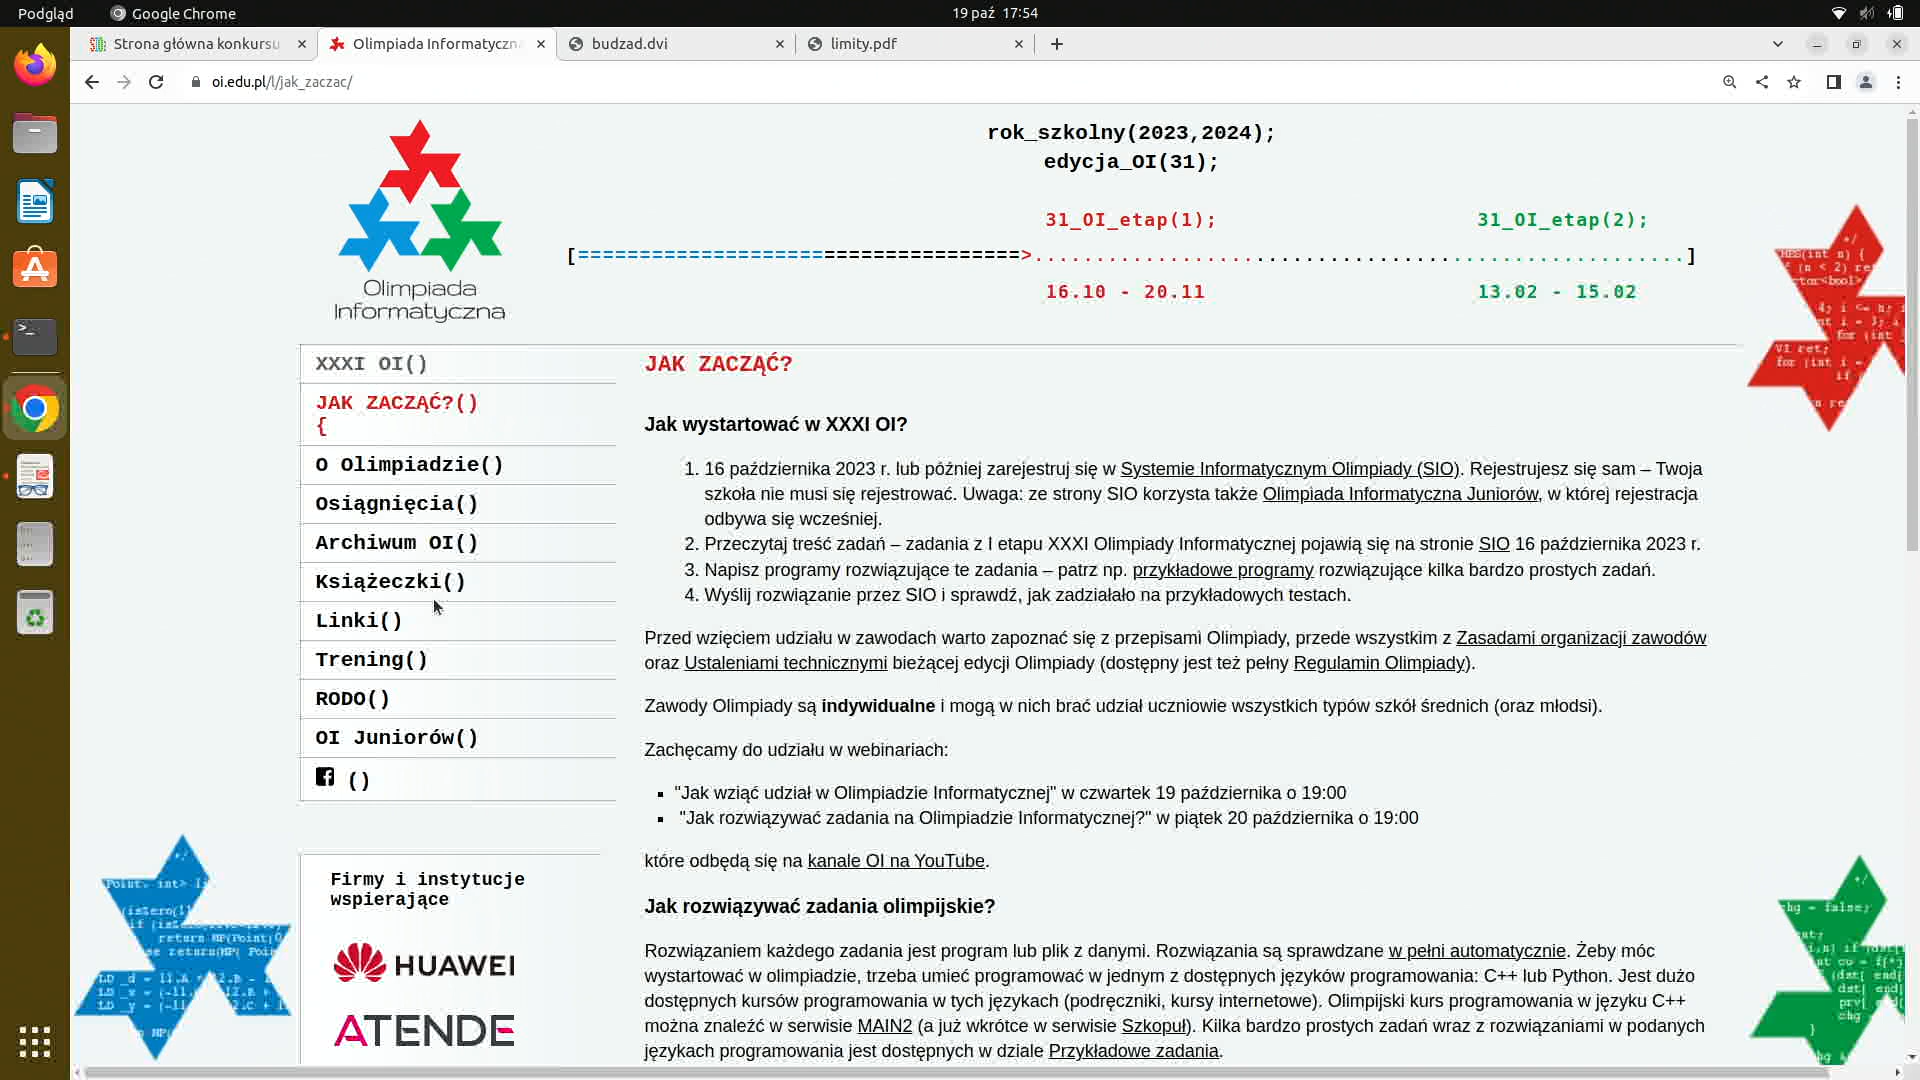 Podgląd
Google Chrome
19 paź 17:54
Strona główna konkursu
Olimpiada Informatyczna
budzad.dvi
limity.pdf
oi.edu.pl/l/jak_zaczac/
Olimpiada
Informatyczna
rok_szkolny(2023,2024);
edycja_OI(31);
31_OI_etap(1);
31_OI_etap(2);
[====================================>.....................................................]
16.10 - 20.11
13.02 - 15.02
XXXI OI()
JAK ZACZĄĆ?()
{
O Olimpiadzie()
Osiągnięcia()
Archiwum OI()
Książeczki()
Linki()
Trening()
RODO()
OI Juniorów()
()
Firmy i instytucje
wspierające
HUAWEI
ATENDE
JAK ZACZĄĆ?
Jak wystartować w XXXI OI?
1. 16 października 2023 r. lub później zarejestruj się w Systemie Informatycznym Olimpiady (SIO). Rejestrujesz się sam – Twoja
szkoła nie musi się rejestrować. Uwaga: ze strony SIO korzysta także Olimpiada Informatyczna Juniorów, w której rejestracja
odbywa się wcześniej.
2. Przeczytaj treść zadań – zadania z I etapu XXXI Olimpiady Informatycznej pojawią się na stronie SIO 16 października 2023 r.
3. Napisz programy rozwiązujące te zadania – patrz np. przykładowe programy rozwiązujące kilka bardzo prostych zadań.
4. Wyślij rozwiązanie przez SIO i sprawdź, jak zadziałało na przykładowych testach.
Przed wzięciem udziału w zawodach warto zapoznać się z przepisami Olimpiady, przede wszystkim z Zasadami organizacji zawodów
oraz Ustaleniami technicznymi bieżącej edycji Olimpiady (dostępny jest też pełny Regulamin Olimpiady).
Zawody Olimpiady są indywidualne i mogą w nich brać udział uczniowie wszystkich typów szkół średnich (oraz młodsi).
Zachęcamy do udziału w webinariach:
"Jak wziąć udział w Olimpiadzie Informatycznej" w czwartek 19 października o 19:00
"Jak rozwiązywać zadania na Olimpiadzie Informatycznej?" w piątek 20 października o 19:00
które odbędą się na kanale OI na YouTube.
Jak rozwiązywać zadania olimpijskie?
Rozwiązaniem każdego zadania jest program lub plik z danymi. Rozwiązania są sprawdzane w pełni automatycznie. Żeby móc
wystartować w olimpiadzie, trzeba umieć programować w jednym z dostępnych języków programowania: C++ lub Python. Jest dużo
dostępnych kursów programowania w tych językach (podręczniki, kursy internetowe). Olimpijski kurs programowania w języku C++
można znaleźć w serwisie MAIN2 (a już wkrótce w serwisie Szkopuł). Kilka bardzo prostych zadań wraz z rozwiązaniami w podanych
językach programowania jest dostępnych w dziale Przykładowe zadania.